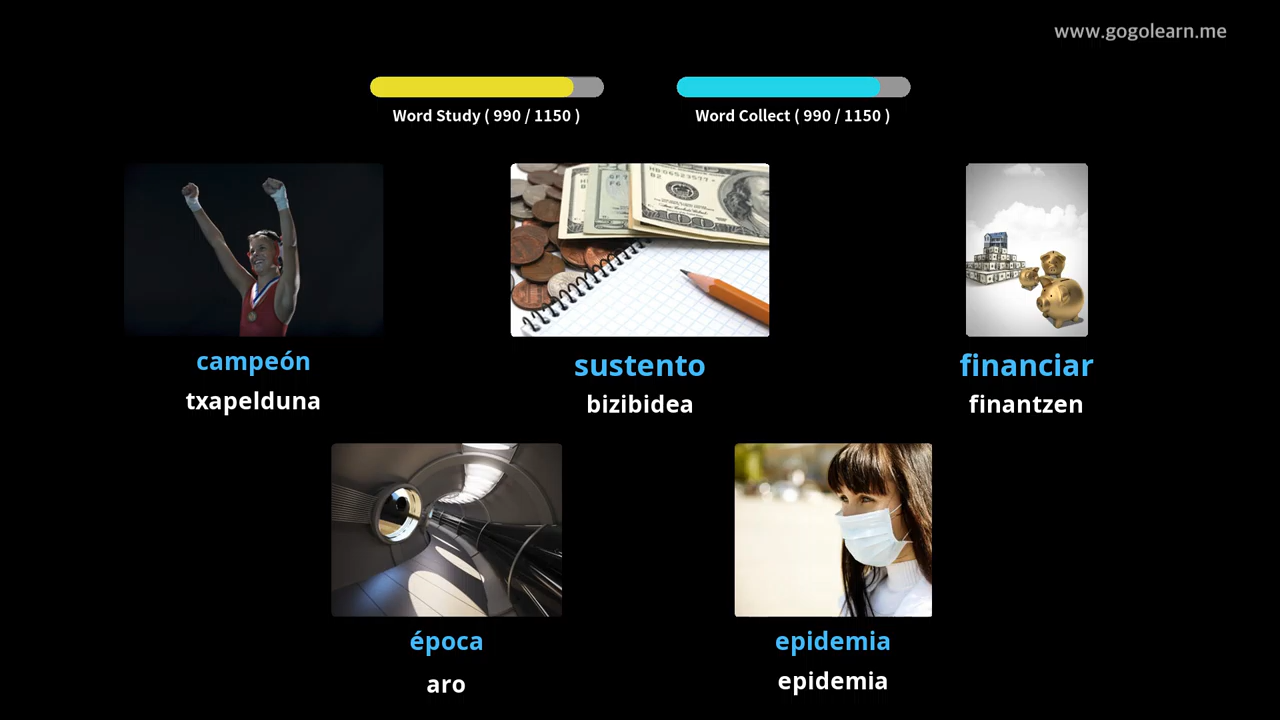 www.gogolearn.me
Word Study ( 990 / 1150 )
Word Collect ( 990 / 1150 )
campeón
txapelduna
sustento
bizibidea
financiar
finantzen
época
aro
epidemia
epidemia